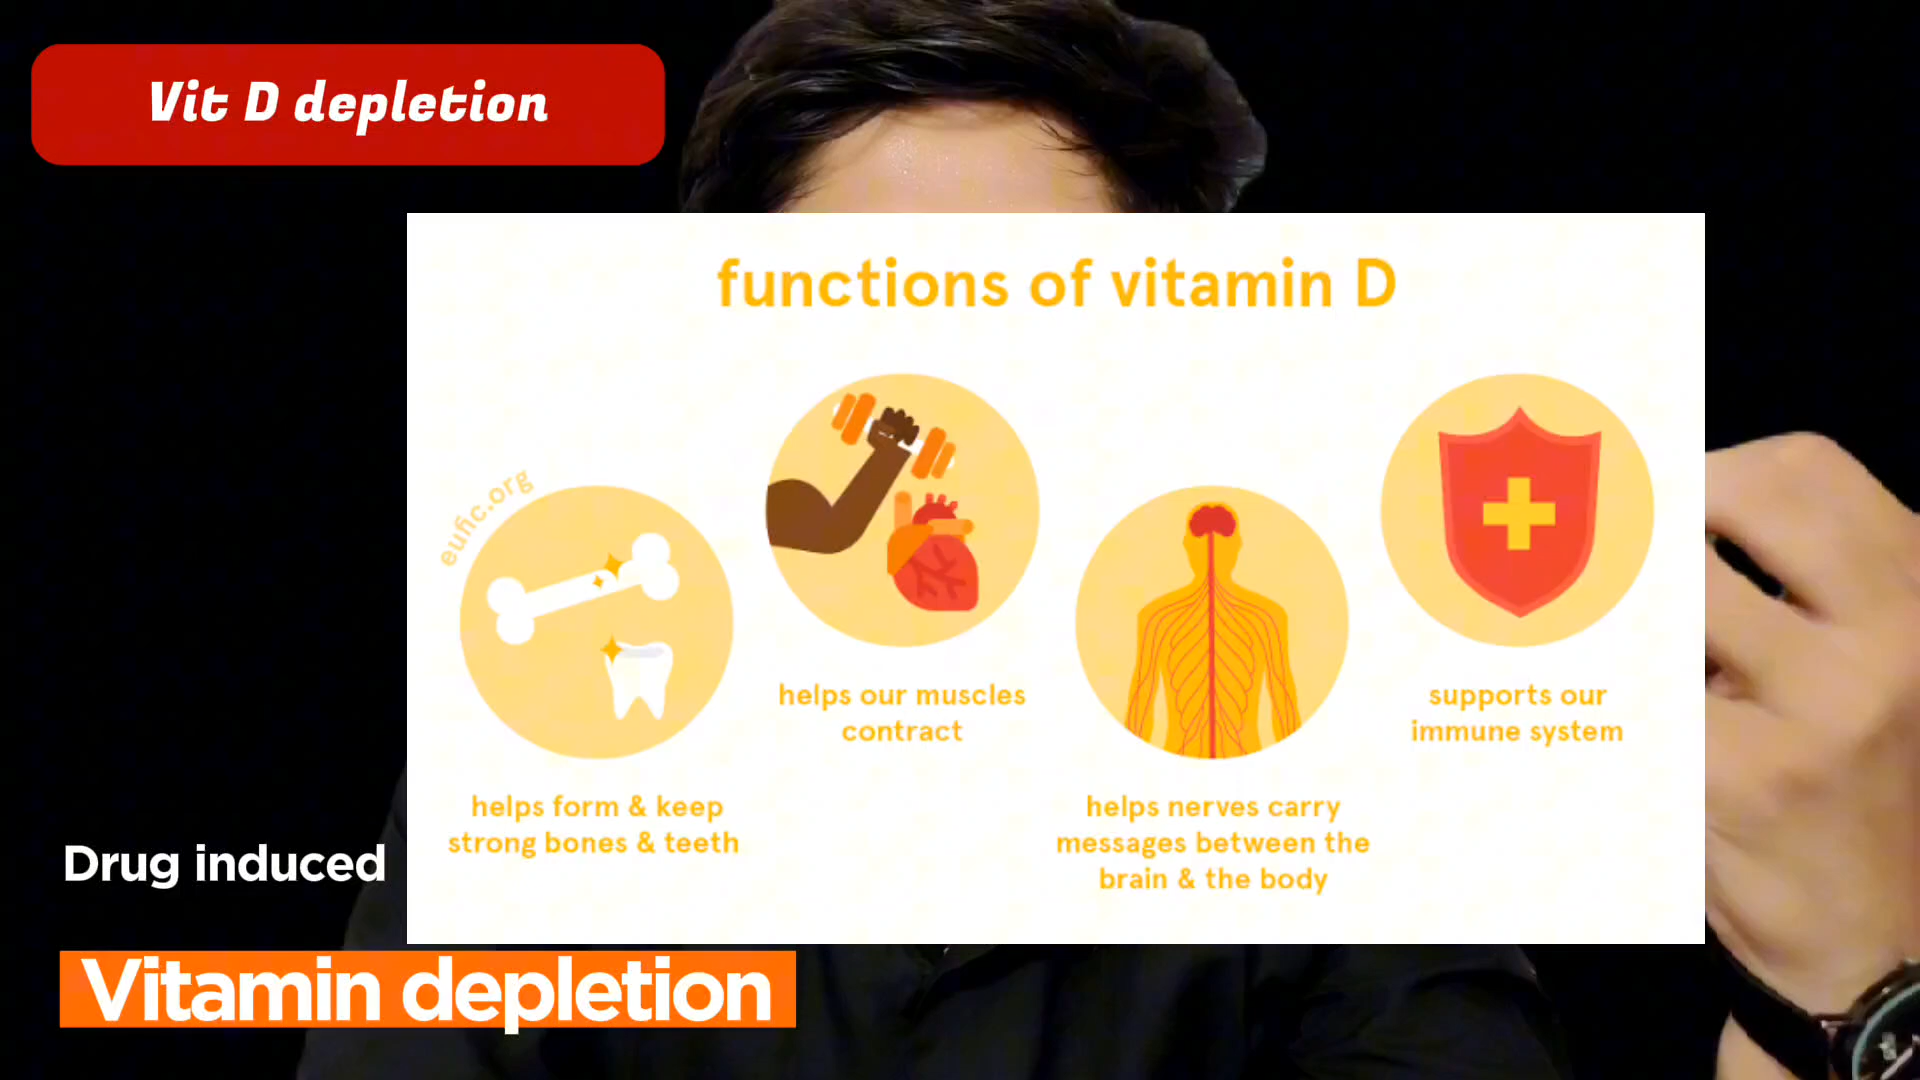 Vit D depletion
functions of vitamin D
eufic.org
helps our muscles
contract
supports our
immune system
helps form & keep
strong bones & teeth
helps nerves carry
messages between the
brain & the body
Drug induced
Vitamin depletion